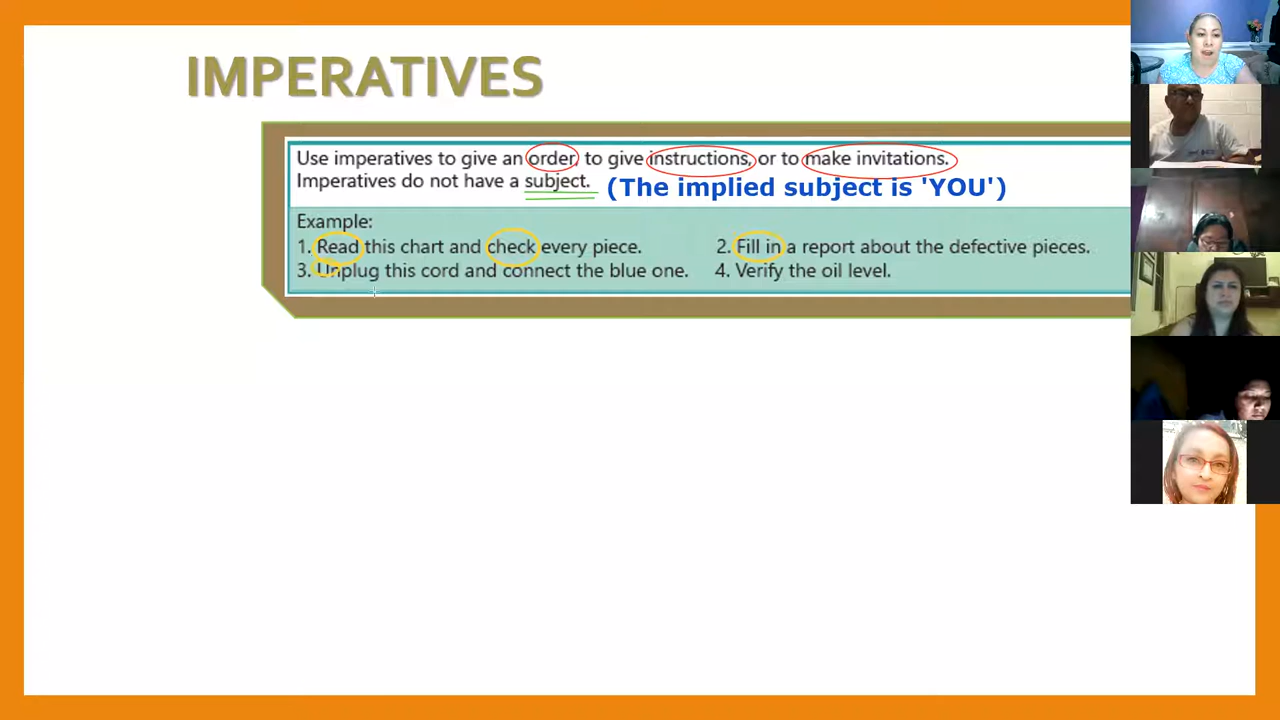 IMPERATIVES
Use imperatives to give an order, to give instructions, or to make invitations.
Imperatives do not have a subject. (The implied subject is 'YOU')
Example:
1. Read this chart and check every piece. 2. Fill in a report about the defective pieces.
3. Unplug this cord and connect the blue one. 4. Verify the oil level.